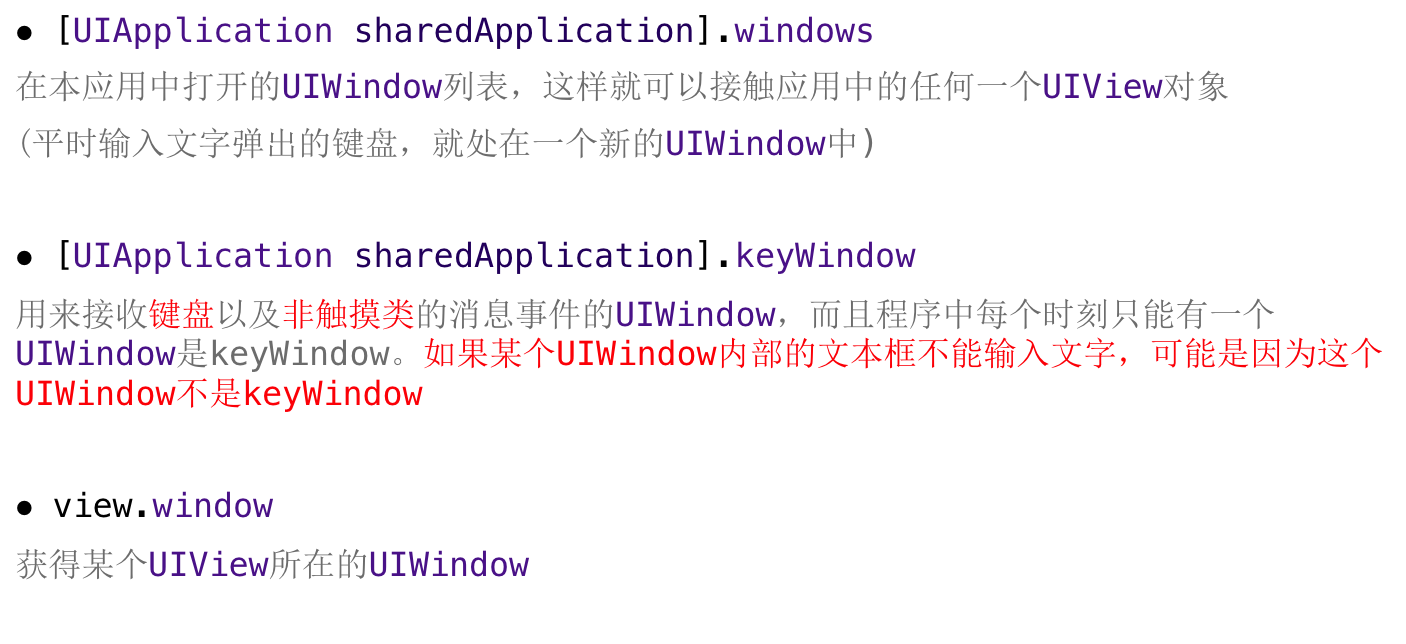 ● [UIApplication sharedApplication].windows
在本应用中打开的UIWindow列表，这样就可以接触应用中的任何一个UIView对象
(平时输入文字弹出的键盘，就处在一个新的UIWindow中)
● [UIApplication sharedApplication].keyWindow
用来接收键盘以及非触摸类的消息事件的UIWindow，而且程序中每个时刻只能有一个
UIWindow是keyWindow。如果某个UIWindow内部的文本框不能输入文字，可能是因为这个
UIWindow不是keyWindow
● view.window
获得某个UIView所在的UIWindow